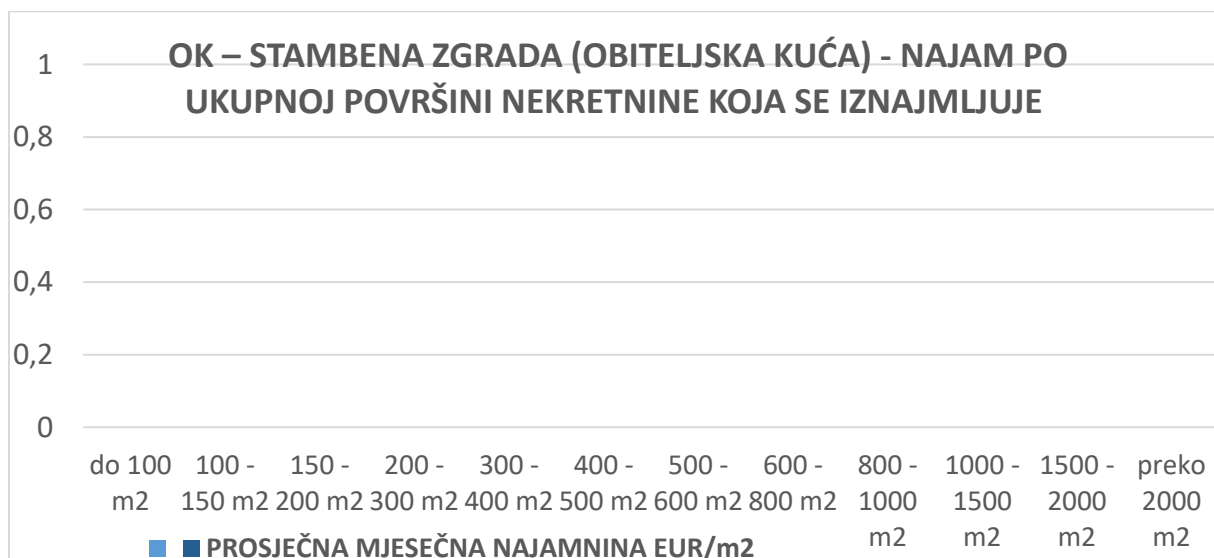 OK – STAMBENA ZGRADA (OBITELJSKA KUĆA) - NAJAM PO
UKUPNOJ POVRŠINI NEKRETNINE KOJA SE IZNAJMLJUJE
1
0,8
0,6
0,4
0,2
0
do 100 m2
100 - 150 m2
150 - 200 m2
200 - 300 m2
300 - 400 m2
400 - 500 m2
500 - 600 m2
600 - 800 m2
800 - 1000 m2
1000 - 1500 m2
1500 - 2000 m2
preko 2000 m2
PROSJEČNA MJESEČNA NAJAMNINA EUR/m2